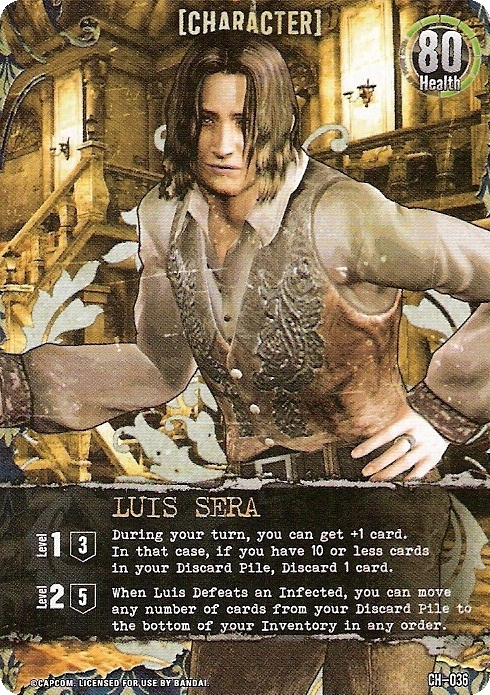 [CHARACTER]
80
Health
LUIS SERA
Level 1 3
During your turn, you can get +1 card.
In that case, if you have 10 or less cards
in your Discard Pile, Discard 1 card.
Level 2 5
When Luis Defeats an Infected, you can move
any number of cards from your Discard Pile to
the bottom of your Inventory in any order.
©CAPCOM. LICENSED FOR USE BY BANDAI.
CH-036